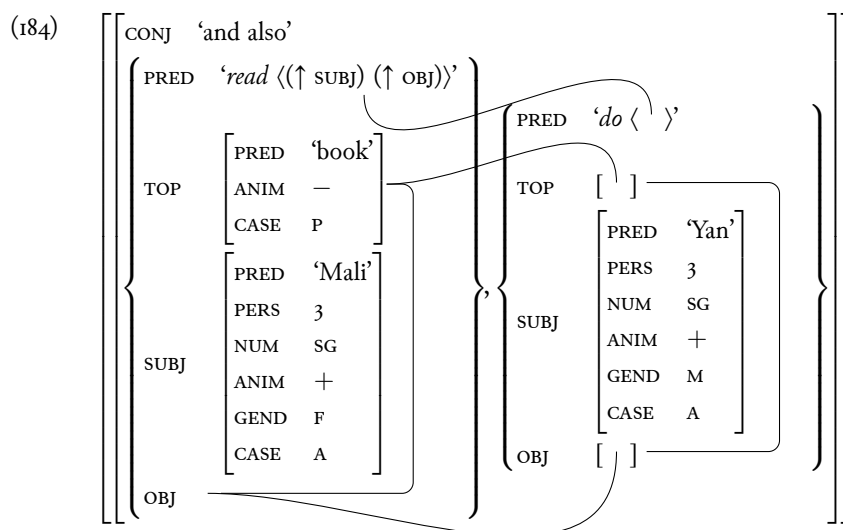 (184)
CONJ ‘and also’
PRED ‘read ⟨(↑ SUBJ) (↑ OBJ)⟩’
TOP
PRED ‘book’
ANIM −
CASE P
SUBJ
PRED ‘Mali’
PERS 3
NUM SG
ANIM +
GEND F
CASE A
OBJ
,
PRED ‘do ⟨ ⟩’
TOP [ ]
SUBJ
PRED ‘Yan’
PERS 3
NUM SG
ANIM +
GEND M
CASE A
OBJ [ ]